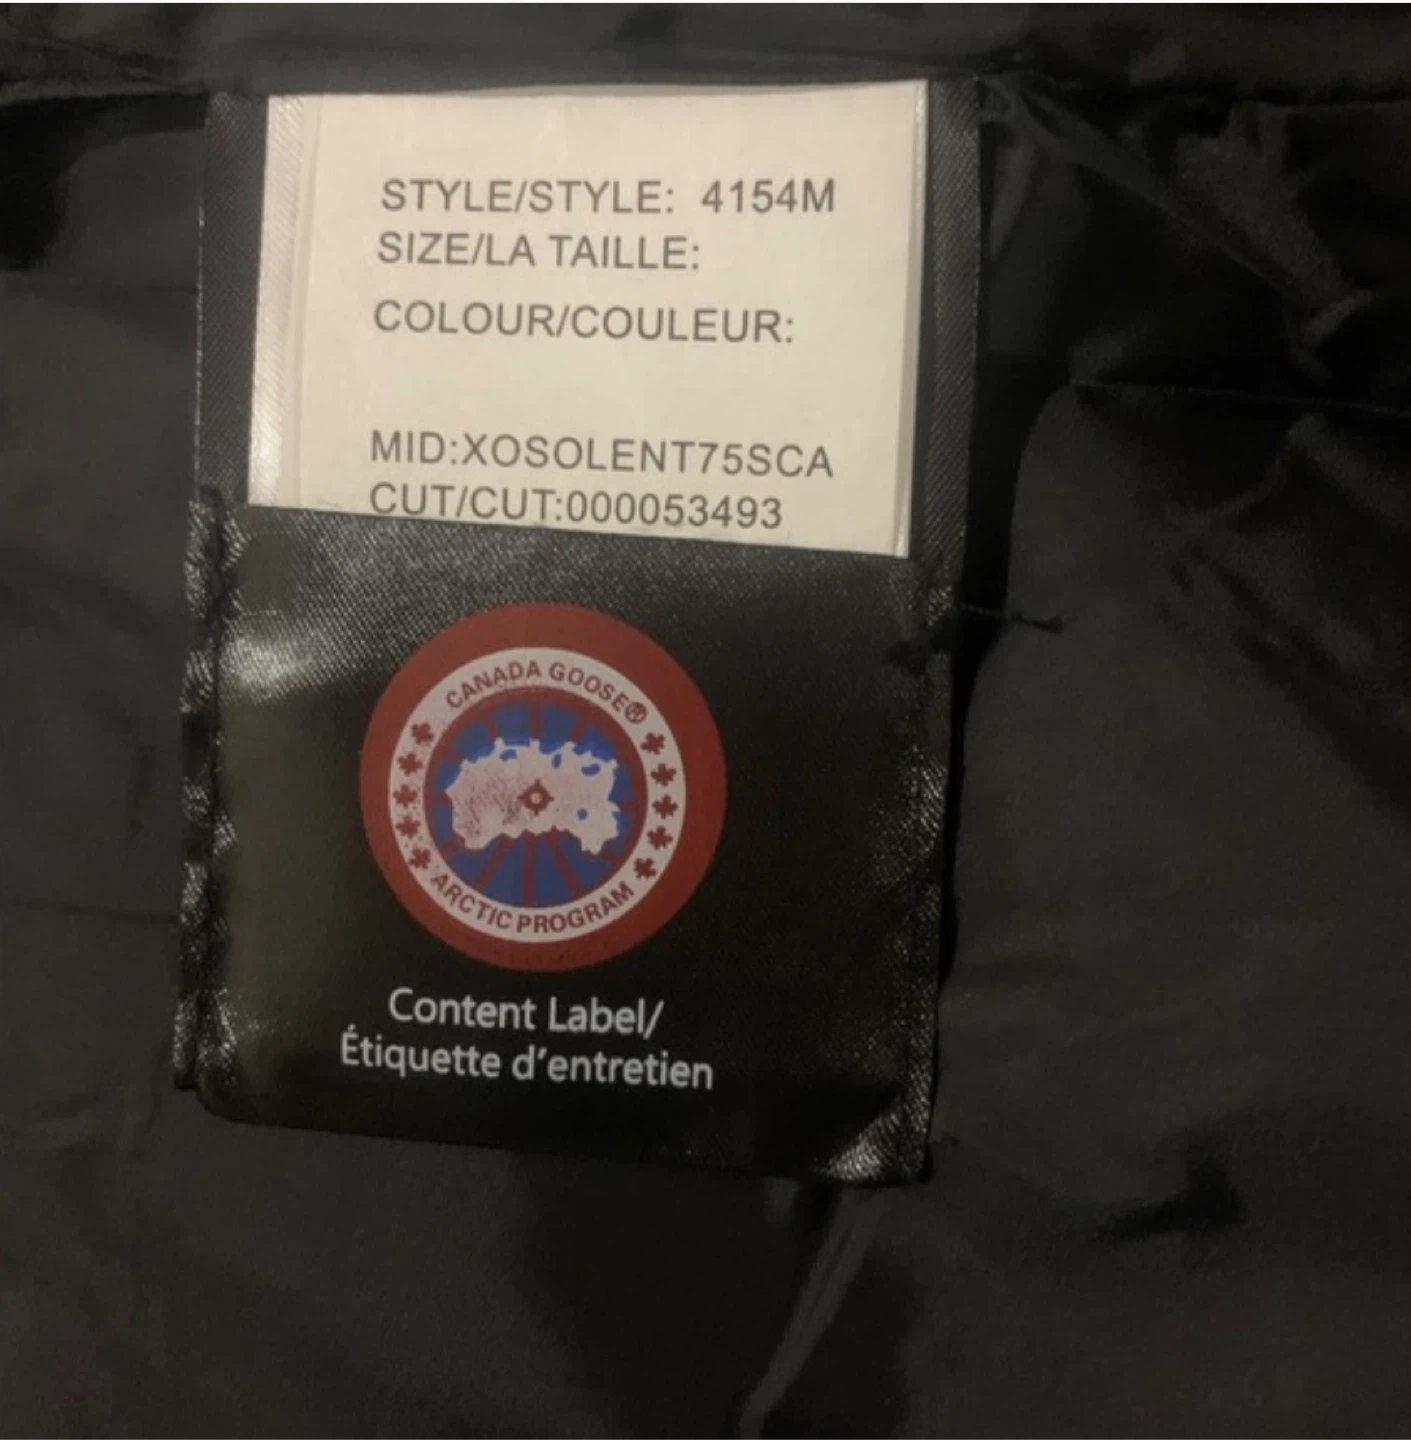 STYLE/STYLE: 4154M
SIZE/LA TAILLE:
COLOUR/COULEUR:
MID:XOSOLENT75SCA
CUT/CUT:000053493
CANADA GOOSE®
ARCTIC PROGRAM
Content Label/
Étiquette d'entretien